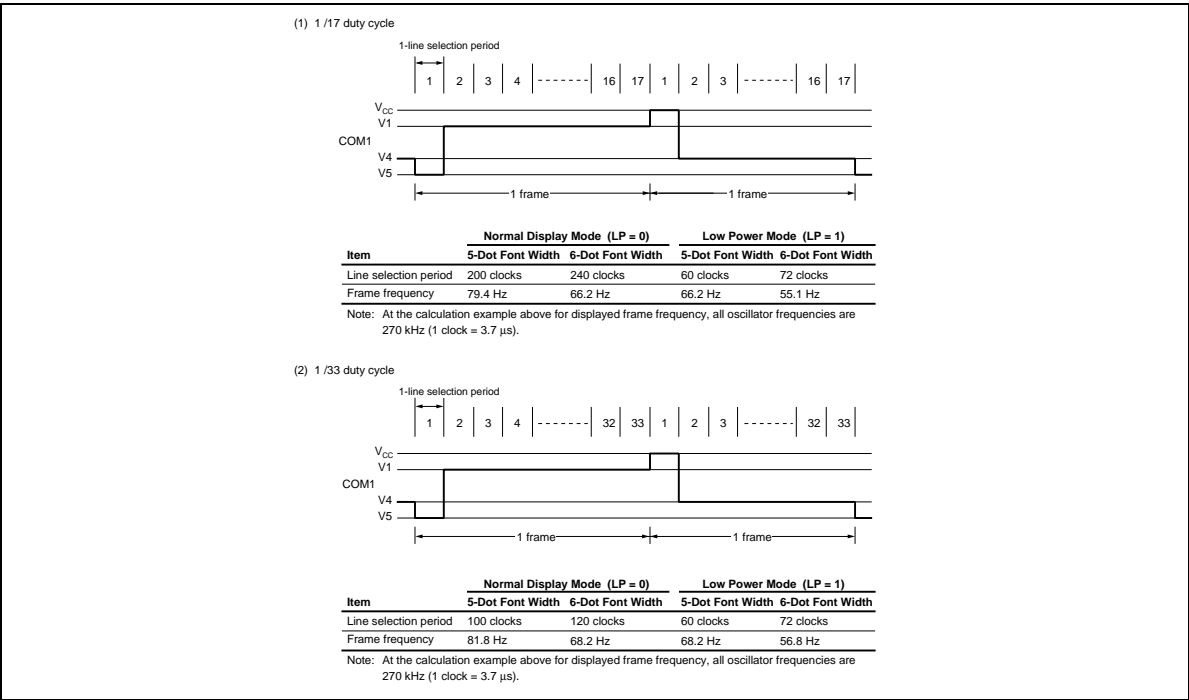 (1) 1 /17 duty cycle
1-line selection period
1 2 3 4 16 17 1 2 3 16 17
VCC
V1
COM1
V4
V5
1 frame 1 frame
Normal Display Mode (LP = 0) Low Power Mode (LP = 1)
Item 5-Dot Font Width 6-Dot Font Width 5-Dot Font Width 6-Dot Font Width
Line selection period 200 clocks 240 clocks 60 clocks 72 clocks
Frame frequency 79.4 Hz 66.2 Hz 66.2 Hz 55.1 Hz
Note: At the calculation example above for displayed frame frequency, all oscillator frequencies are
270 kHz (1 clock = 3.7 μs).
(2) 1 /33 duty cycle
1-line selection period
1 2 3 4 32 33 1 2 3 32 33
VCC
V1
COM1
V4
V5
1 frame 1 frame
Normal Display Mode (LP = 0) Low Power Mode (LP = 1)
Item 5-Dot Font Width 6-Dot Font Width 5-Dot Font Width 6-Dot Font Width
Line selection period 100 clocks 120 clocks 60 clocks 72 clocks
Frame frequency 81.8 Hz 68.2 Hz 68.2 Hz 56.8 Hz
Note: At the calculation example above for displayed frame frequency, all oscillator frequencies are
270 kHz (1 clock = 3.7 μs).